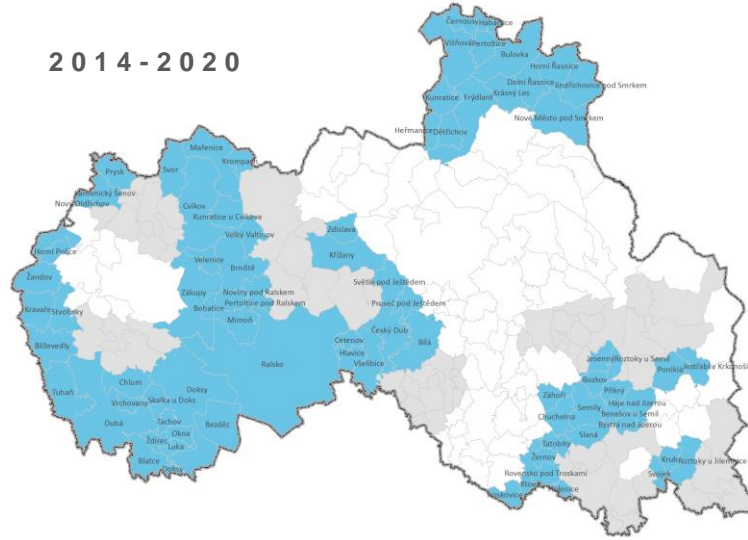 2014-2020
Černousy
Habartice
Višňová
Pertoltice
Bulovka
Horní Řasnice
Dolní Řasnice
Jindřichovice pod Smrkem
Kunratice
Frýdlant
Krásný Les
Nové Město pod Smrkem
Heřmanice
Dětřichov
Mařenice
Prysk
Svor
Krompach
Kamenický Šenov
Nový Oldřichov
Cvikov
Kunratice u Cvikova
Zdislava
Velký Valtinov
Křižany
Horní Police
Velenice
Brniště
Žandov
Světlá pod Ještědem
Zákupy
Noviny pod Ralskem
Pertoltice pod Ralskem
Proseč pod Ještědem
Kravaře
Stvolínky
Bohatice
Mimoň
Český Dub
Bílá
Cetenov
Hlavice
Blíževedly
Všelibice
Jesenný
Roztoky u Semil
Ralsko
Poniklá
Jestřabí v Krkonoších
Bozkov
Chlum
Příkrý
Tuhaň
Doksy
Záhoří
Skalka u Doks
Háje nad Jizerou
Vrchovany
Semily
Chuchelna
Benešov u Semil
Dubá
Tachov
Bezděz
Bystrá nad Jizerou
Okna
Slaná
Ždírec
Luka
Tatobity
Žernov
Blatce
Kruh
Roztoky u Jilemnice
Doksy
Rovensko pod Troskami
Svojek
Ktová
Holenice